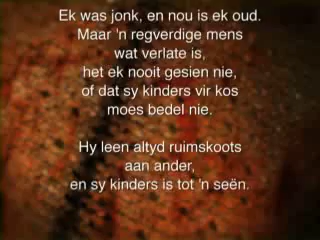 Ek was jonk, en nou is ek oud.
Maar 'n regverdige mens
wat verlate is,
het ek nooit gesien nie,
of dat sy kinders vir kos
moes bedel nie.
Hy leen altyd ruimskoots
aan ander,
en sy kinders is tot 'n seën.